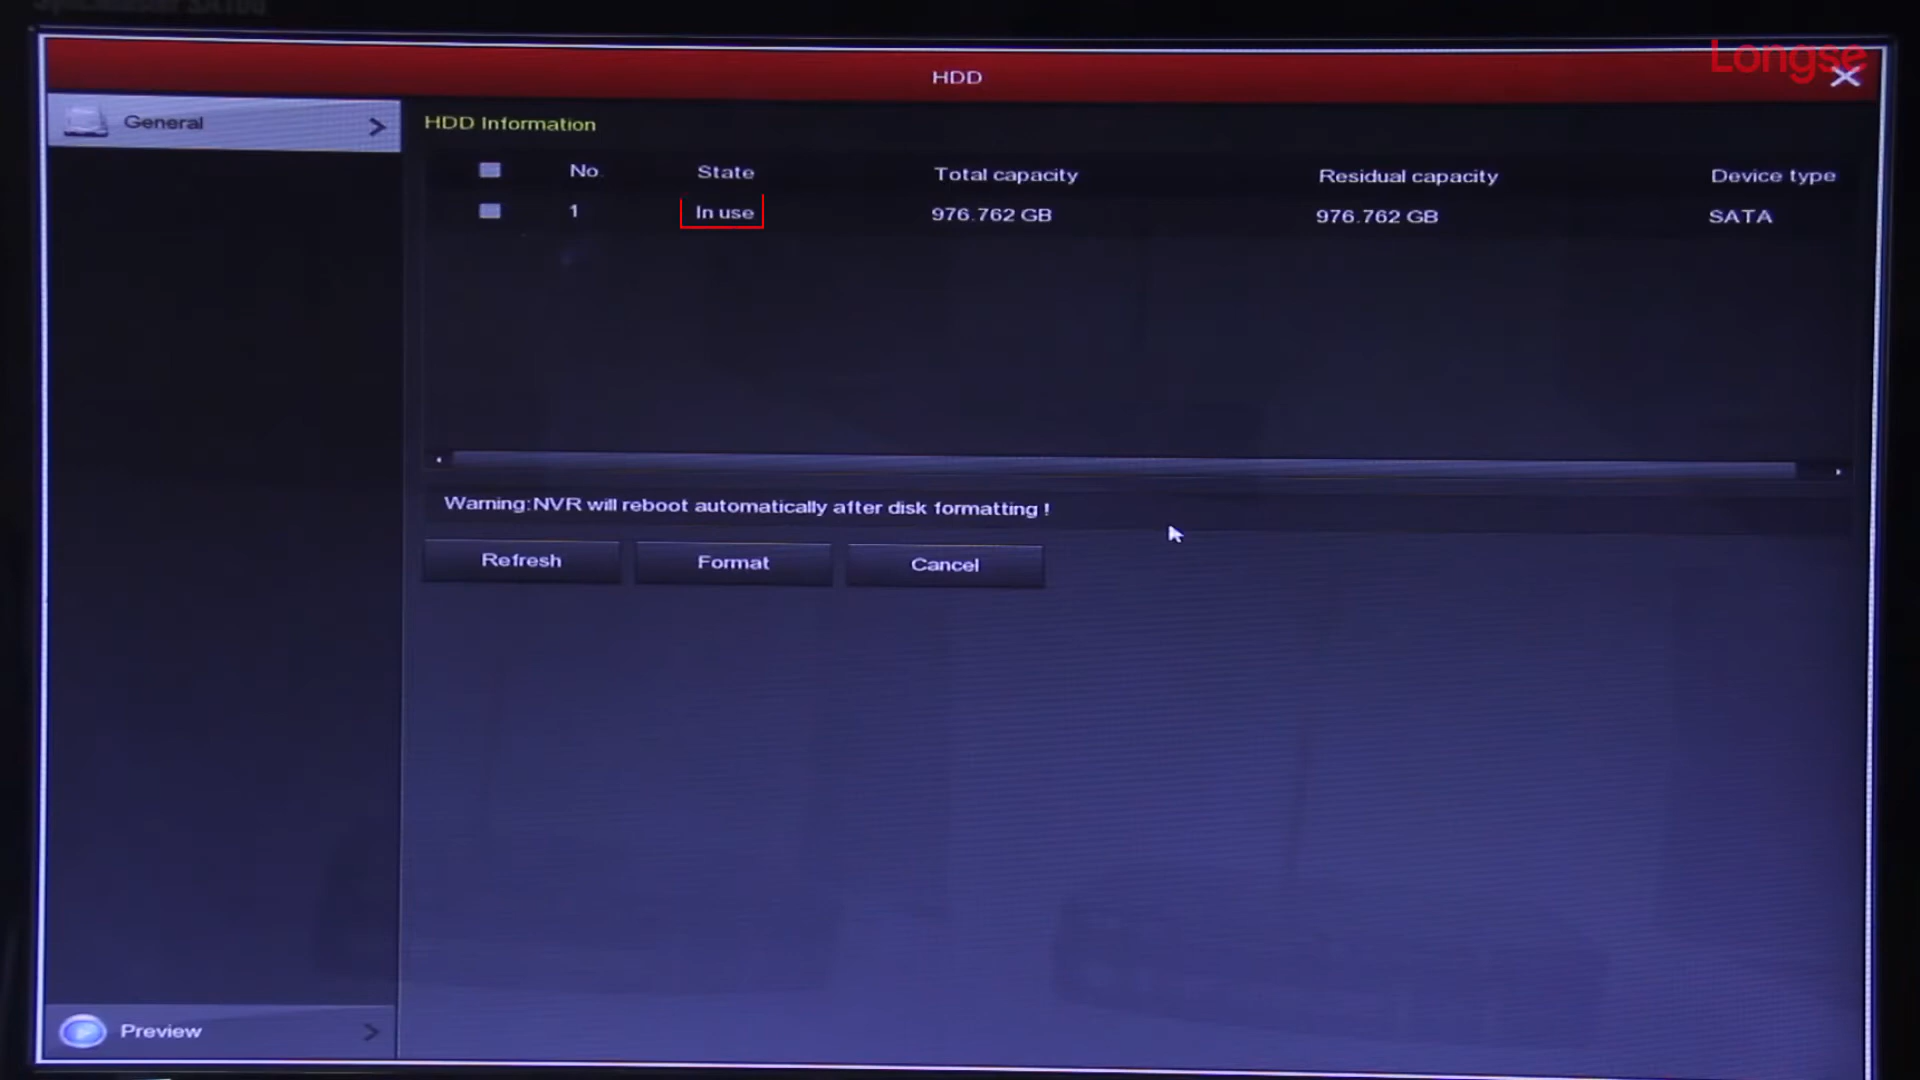 Longse
HDD
General
HDD Information
No. State Total capacity Residual capacity Device type
1 In use 976.762 GB 976.762 GB SATA
Warning:NVR will reboot automatically after disk formatting !
Refresh Format Cancel
Preview